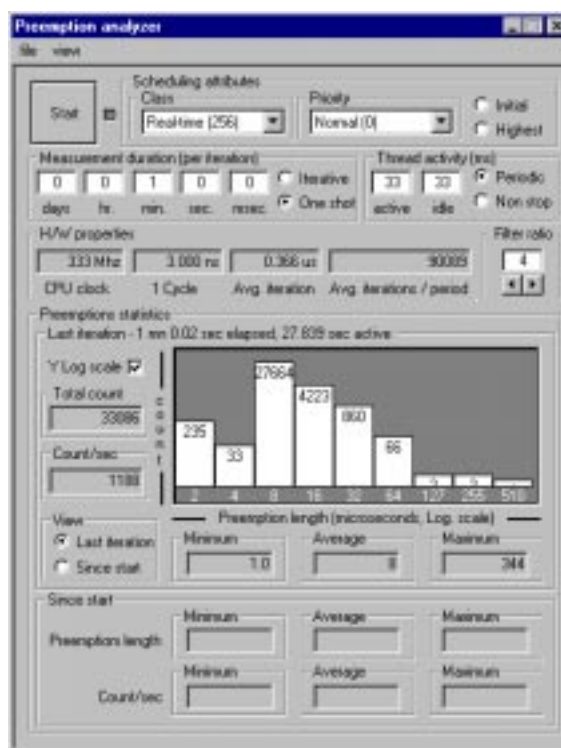 Preemption analyzer
file view
Scheduling attributes
Start
Class
Real-time (256)
Priority
Normal (0)
Initial
Highest
Measurement duration (per iteration)
0 0 1 0 0
days hr. min. sec. msec.
Iterative
One shot
Thread activity (ms)
33 33
active idle
Periodic
Non stop
H/W properties
333 Mhz 3.000 ns 0.366 us 90089
CPU clock 1 Cycle Avg. iteration Avg. iterations / period
Filter ratio
4
Preemptions statistics
Last iteration - 1 mn 0.02 sec elapsed, 27.839 sec active
Y Log scale
Total count
33086
Count/sec
1188
count
235 33 27664 4223 860 66
2 4 8 16 32 64 127 255 510
Preemption length (microseconds, Log. scale)
View
Last iteration
Since start
Minimum Average Maximum
1.0 8 344
Since start
Minimum Average Maximum
Preemption length
Minimum Average Maximum
Count/sec